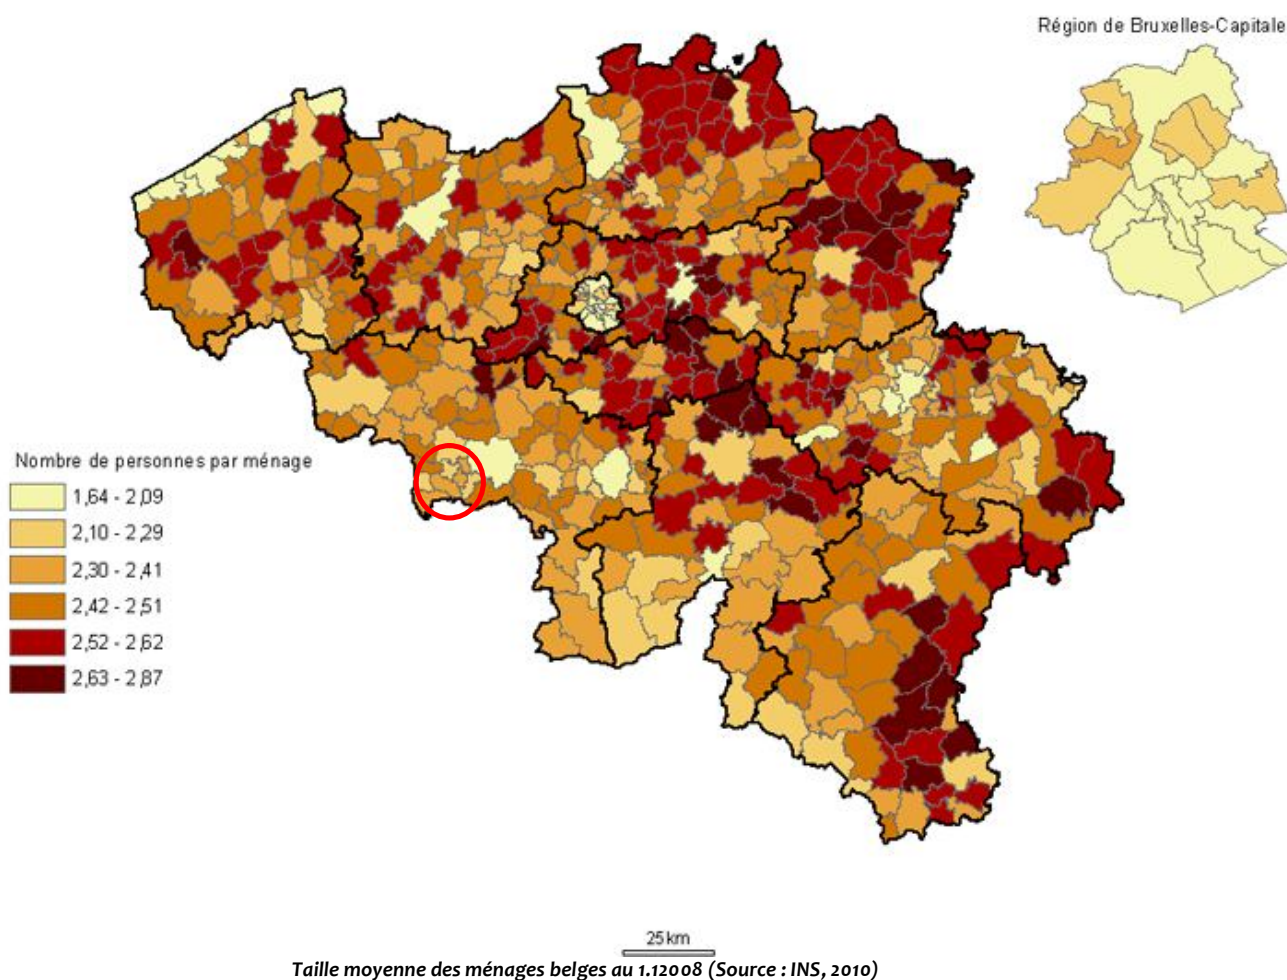 Région de Bruxelles-Capitale
Nombre de personnes par ménage
1,64 - 2,09
2,10 - 2,29
2,30 - 2,41
2,42 - 2,51
2,52 - 2,62
2,63 - 2,87
25 km
Taille moyenne des ménages belges au 1.12008 (Source : INS, 2010)